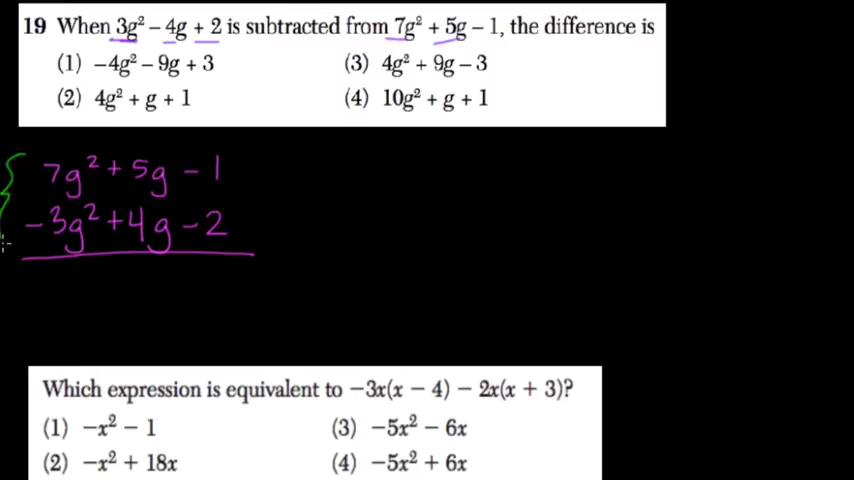 19 When 3g² – 4g + 2 is subtracted from 7g² + 5g – 1, the difference is
(1) –4g² – 9g + 3 (3) 4g² + 9g – 3
(2) 4g² + g + 1 (4) 10g² + g + 1
7g² + 5g – 1
–3g² + 4g – 2
Which expression is equivalent to –3x(x – 4) – 2x(x + 3)?
(1) –x² – 1 (3) –5x² – 6x
(2) –x² + 18x (4) –5x² + 6x